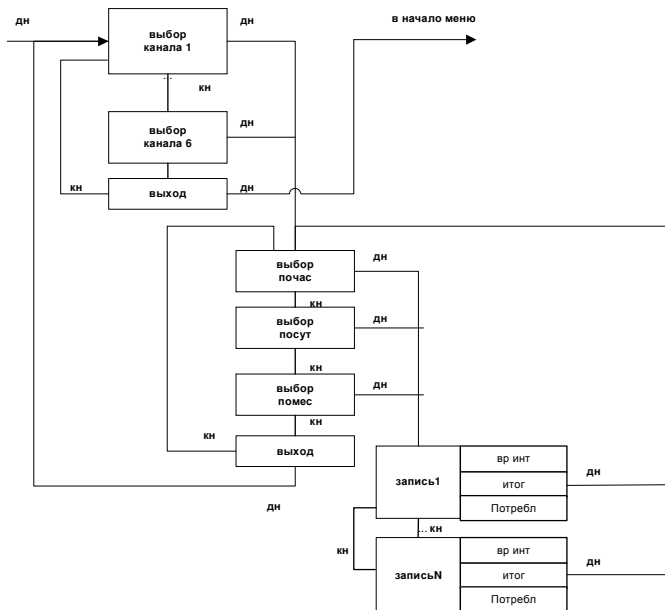 дн
выбор
канала 1
дн
в начало меню
...
кн
выбор
канала 6
дн
кн
выход
дн
выбор
почас
дн
кн
выбор
посут
дн
кн
выбор
помес
дн
кн
кн
выход
запись1
вр инт
итог
Потребл
дн
дн
... кн
кн
записьN
вр инт
итог
Потребл
дн